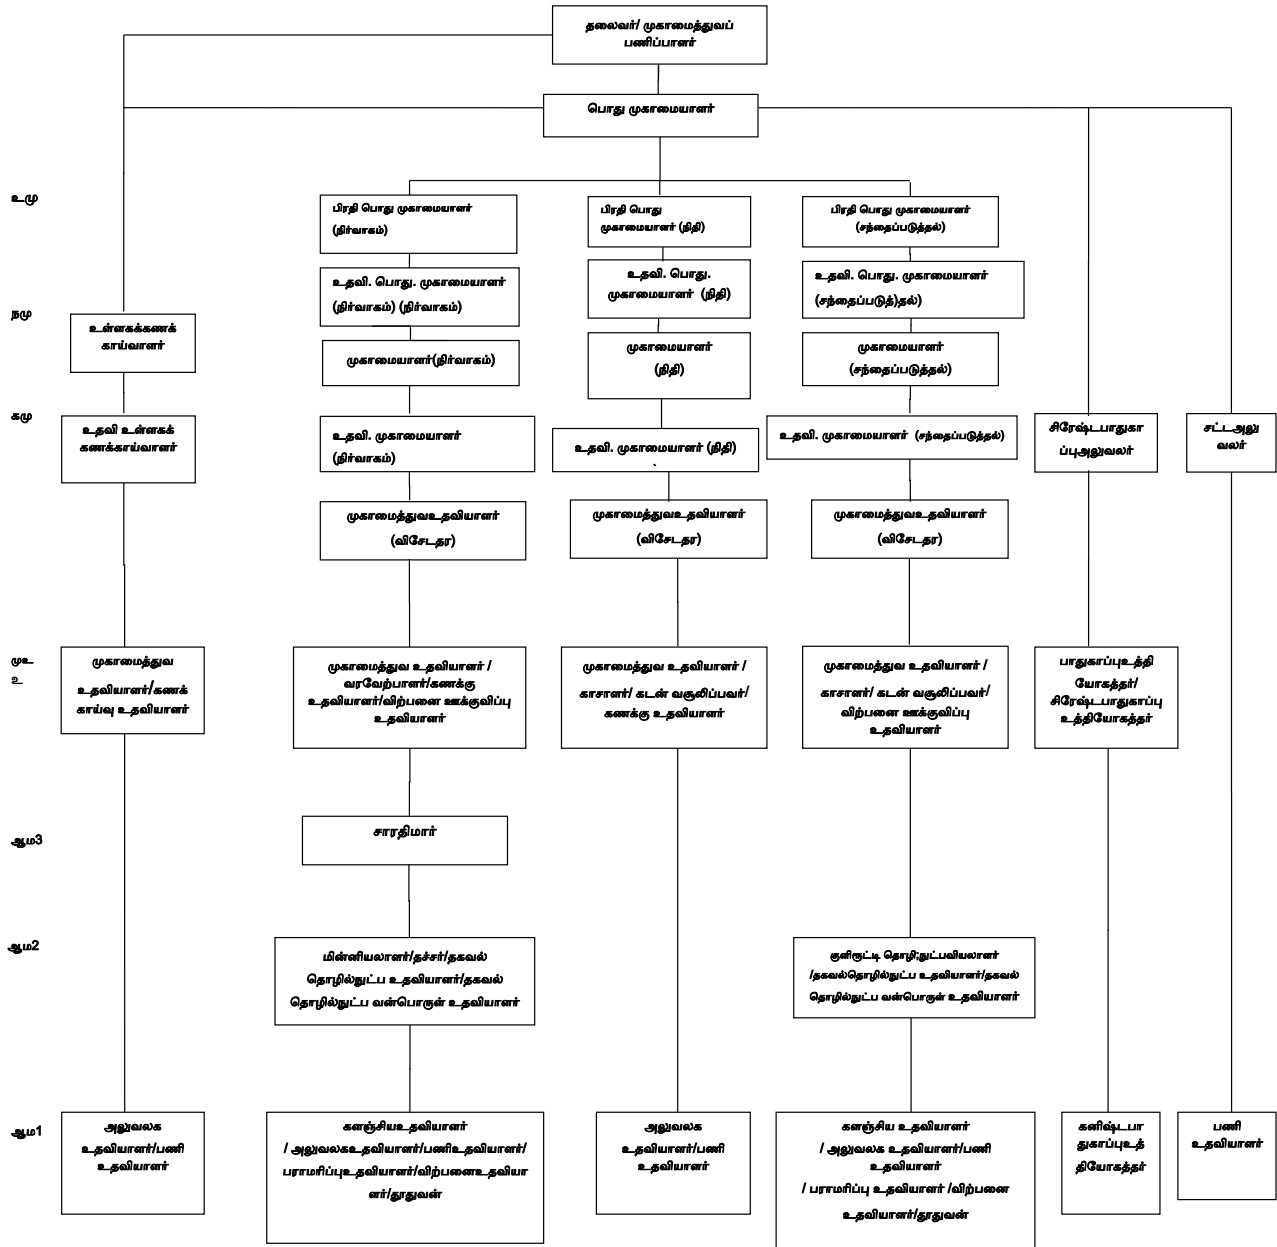 தலைவர்/ முகாமைத்துவப்
பணிப்பாளர்
பொது முகாமையாளர்
உமு
பிரதி பொது முகாமையாளர்
(நிர்வாகம்)
பிரதி பொது
முகாமையாளர் (நிதி)
பிரதி பொது முகாமையாளர்
(சந்தைப்படுத்தல்)
உதவி. பொது. முகாமையாளர்
(நிர்வாகம்) (நிர்வாகம்)
உதவி. பொது.
முகாமையாளர் (நிதி)
உதவி. பொது. முகாமையாளர்
(சந்தைப்படுத்)தல்)
நமு
உள்ளகக்கணக்
காய்வாளர்
முகாமையாளர்(நிர்வாகம்)
முகாமையாளர்
(நிதி)
முகாமையாளர்
(சந்தைப்படுத்தல்)
கமு
உதவி உள்ளகக்
கணக்காய்வாளர்
உதவி. முகாமையாளர்
(நிர்வாகம்)
உதவி. முகாமையாளர் (நிதி)
உதவி. முகாமையாளர் (சந்தைப்படுத்தல்)
சிரேஷ்டபாதுகா
ப்புஅலுவலர்
சட்டஅலு
வலர்
முகாமைத்துவஉதவியாளர்
(விசேடதர)
முகாமைத்துவஉதவியாளர்
(விசேடதர)
முகாமைத்துவஉதவியாளர்
(விசேடதர)
முஉ
உ
முகாமைத்துவ
உதவியாளர்/கணக்
காய்வு உதவியாளர்
முகாமைத்துவ உதவியாளர் /
வரவேற்பாளர்/கணக்கு
உதவியாளர்/விற்பனை ஊக்குவிப்பு
உதவியாளர்
முகாமைத்துவ உதவியாளர் /
காசாளர்/ கடன் வசூலிப்பவர்/
கணக்கு உதவியாளர்
முகாமைத்துவ உதவியாளர் /
காசாளர்/ கடன் வசூலிப்பவர்/
விற்பனை ஊக்குவிப்பு
உதவியாளர்
பாதுகாப்புஉத்தி
யோகத்தர்/
சிரேஷ்டபாதுகாப்பு
உத்தியோகத்தர்
ஆம3
சாரதிமார்
ஆம2
மின்னியலாளர்/தச்சர்/தகவல்
தொழில்நுட்ப உதவியாளர்/தகவல்
தொழில்நுட்ப வன்பொருள் உதவியாளர்
குளிரூட்டி தொழி;நுட்பவியலாளர்
/தகவல்தொழில்நுட்ப உதவியாளர்/தகவல்
தொழில்நுட்ப வன்பொருள் உதவியாளர்
ஆம1
அலுவலக
உதவியாளர்/பணி
உதவியாளர்
களஞ்சியஉதவியாளர்
/ அலுவலகஉதவியாளர்/பணிஉதவியாளர்/
பராமரிப்புஉதவியாளர்/விற்பனைஉதவியா
ளர்/தூதுவன்
அலுவலக
உதவியாளர்/பணி
உதவியாளர்
களஞ்சிய உதவியாளர்
/ அலுவலக உதவியாளர்/பணி
உதவியாளர்
/ பராமரிப்பு உதவியாளர் /விற்பனை
உதவியாளர்/தூதுவன்
கனிஷ்டபா
துகாப்புஉத்
தியோகத்தர்
பணி
உதவியாளர்